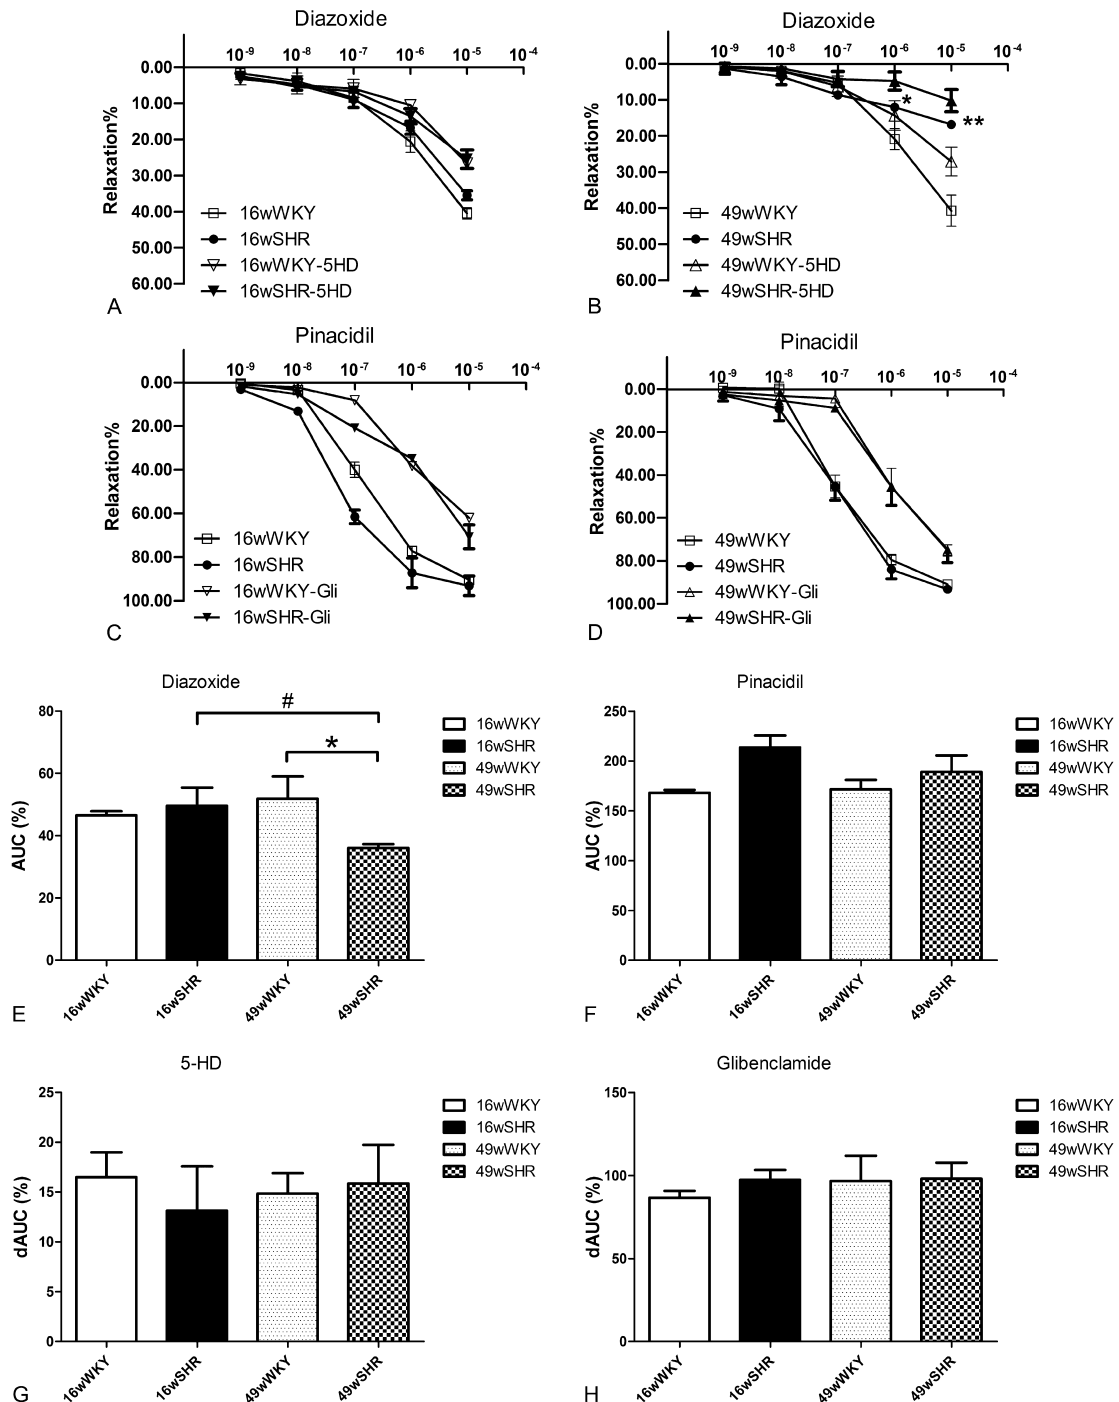 Diazoxide
10-9 10-8 10-7 10-6 10-5 10-4
0.00
10.00
20.00
30.00
40.00
50.00
60.00
Relaxation%
16wWKY
16wSHR
16wWKY-5HD
16wSHR-5HD
A
Diazoxide
10-9 10-8 10-7 10-6 10-5 10-4
0.00
10.00
20.00
30.00
40.00
50.00
60.00
Relaxation%
*
**
49wWKY
49wSHR
49wWKY-5HD
49wSHR-5HD
B
Pinacidil
10-9 10-8 10-7 10-6 10-5 10-4
0.00
20.00
40.00
60.00
80.00
100.00
Relaxation%
16wWKY
16wSHR
16wWKY-Gli
16wSHR-Gli
C
Pinacidil
10-9 10-8 10-7 10-6 10-5 10-4
0.00
20.00
40.00
60.00
80.00
100.00
Relaxation%
49wWKY
49wSHR
49wWKY-Gli
49wSHR-Gli
D
Diazoxide
#
*
80
60
40
20
0
AUC (%)
16wWKY
16wSHR
49wWKY
49wSHR
16wWKY 16wSHR 49wWKY 49wSHR
E
Pinacidil
250
200
150
100
50
0
AUC (%)
16wWKY
16wSHR
49wWKY
49wSHR
16wWKY 16wSHR 49wWKY 49wSHR
F
5-HD
25
20
15
10
5
0
dAUC (%)
16wWKY
16wSHR
49wWKY
49wSHR
16wWKY 16wSHR 49wWKY 49wSHR
G
Glibenclamide
150
100
50
0
dAUC (%)
16wWKY
16wSHR
49wWKY
49wSHR
16wWKY 16wSHR 49wWKY 49wSHR
H